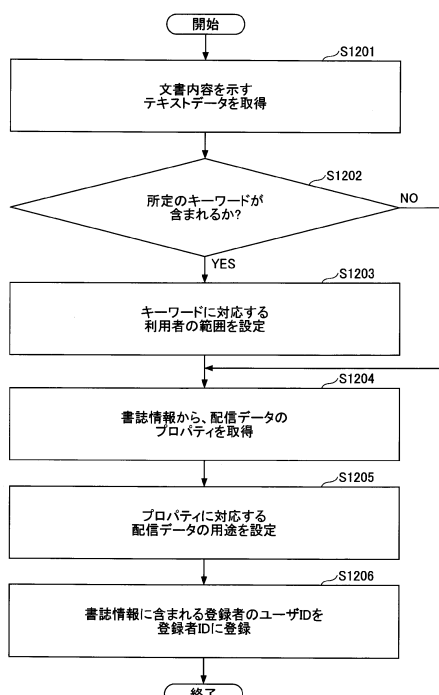 開始
S1201
文書内容を示す
テキストデータを取得
S1202
所定のキーワードが
含まれるか?
NO
YES
S1203
キーワードに対応する
利用者の範囲を設定
S1204
書誌情報から、配信データの
プロパティを取得
S1205
プロパティに対応する
配信データの用途を設定
S1206
書誌情報に含まれる登録者のユーザIDを
登録者IDに登録
終了